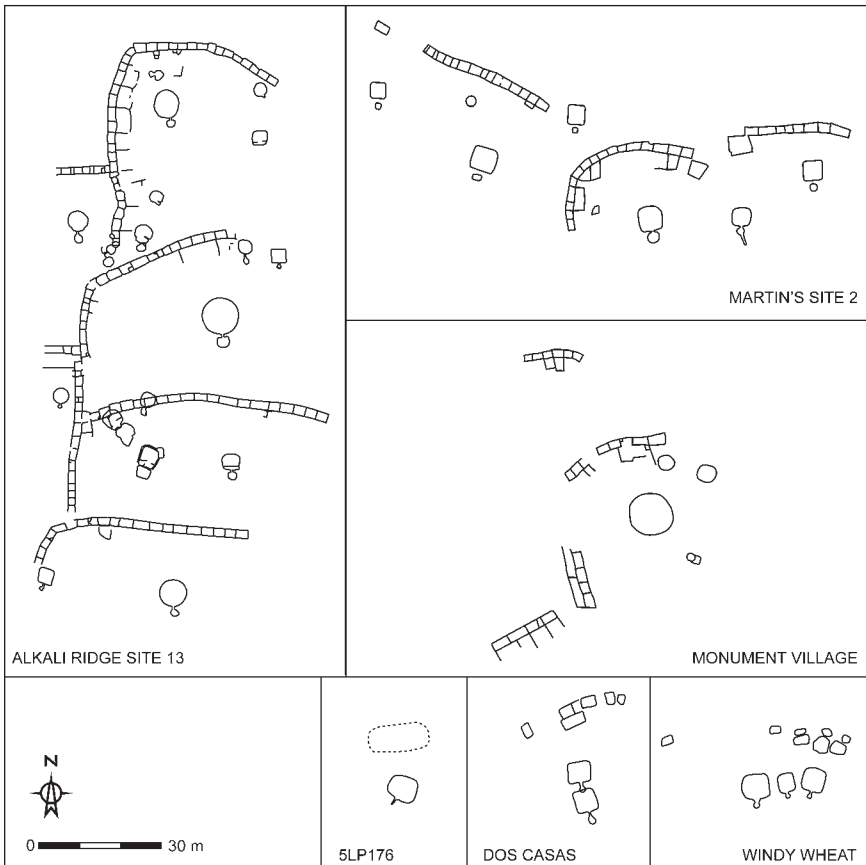 MARTIN'S SITE 2
ALKALI RIDGE SITE 13
MONUMENT VILLAGE
N
0 30 m
5LP176
DOS CASAS
WINDY WHEAT